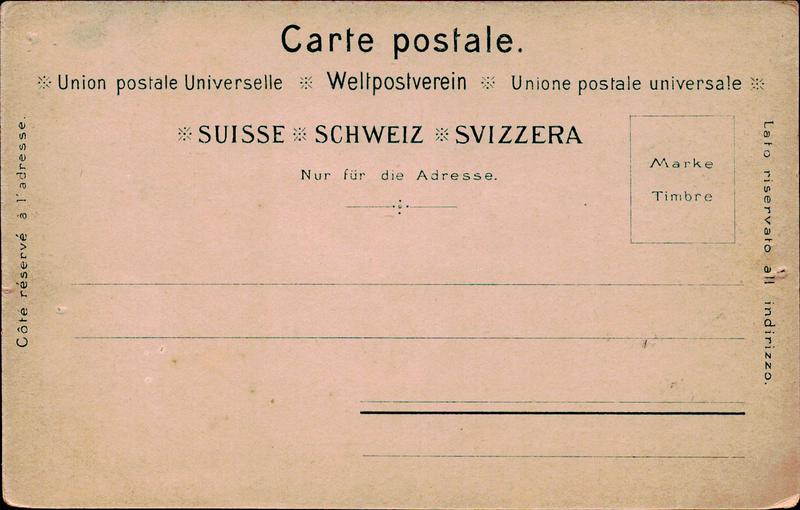 Carte postale.
Union postale Universelle ※ Weltpostverein ※ Unione postale universale
SUISSE ※ SCHWEIZ ※ SVIZZERA
Nur für die Adresse.
Marke
Timbre
Côté réservé à l'adresse.
Lato riservato all indirizzo.